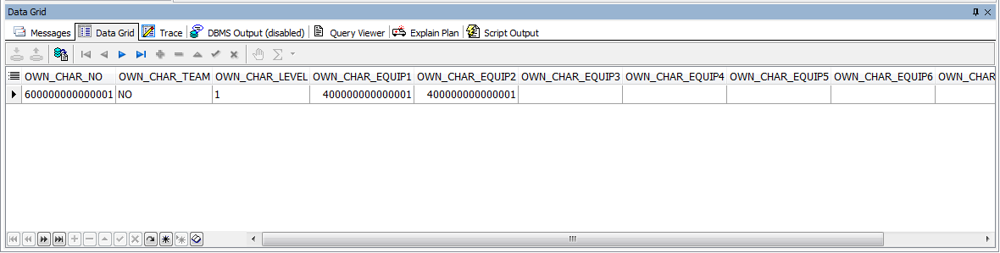 Data Grid
Messages Data Grid Trace DBMS Output (disabled) Query Viewer Explain Plan Script Output
OWN_CHAR_NO OWN_CHAR_TEAM OWN_CHAR_LEVEL OWN_CHAR_EQUIP1 OWN_CHAR_EQUIP2 OWN_CHAR_EQUIP3 OWN_CHAR_EQUIP4 OWN_CHAR_EQUIP5 OWN_CHAR_EQUIP6 OWN_CHAR
600000000000001 NO 1 400000000000001 400000000000001